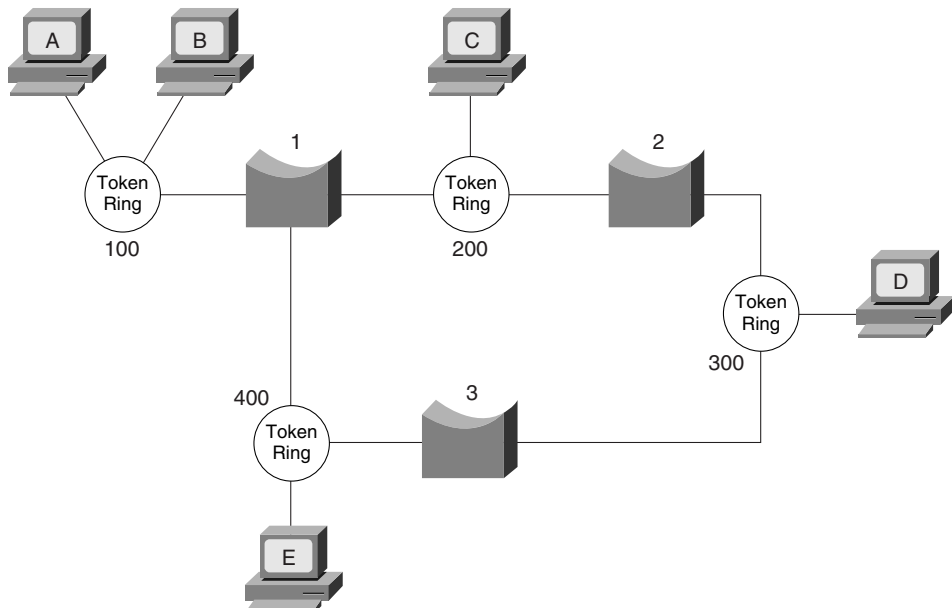 A
B
C
1
2
Token
Ring
100
Token
Ring
200
D
Token
Ring
300
400
3
Token
Ring
E